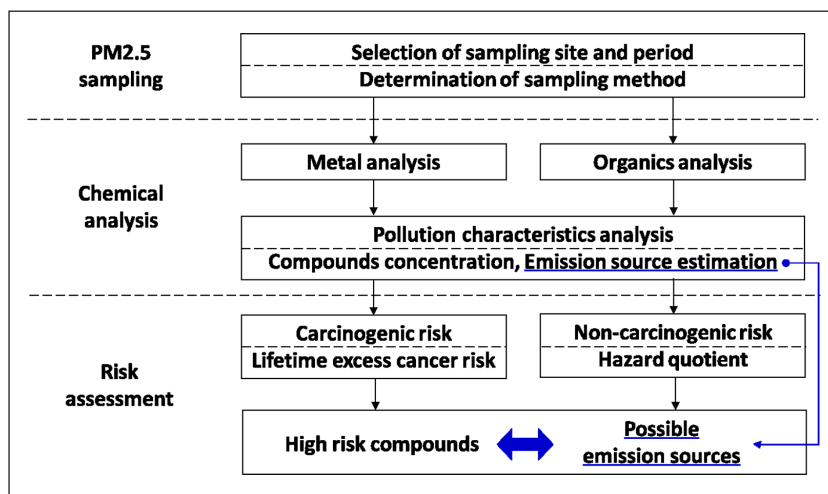 PM2.5
sampling
Selection of sampling site and period
Determination of sampling method
Chemical
analysis
Metal analysis
Organics analysis
Pollution characteristics analysis
Compounds concentration, Emission source estimation
Risk
assessment
Carcinogenic risk
Lifetime excess cancer risk
Non-carcinogenic risk
Hazard quotient
High risk compounds
Possible
emission sources